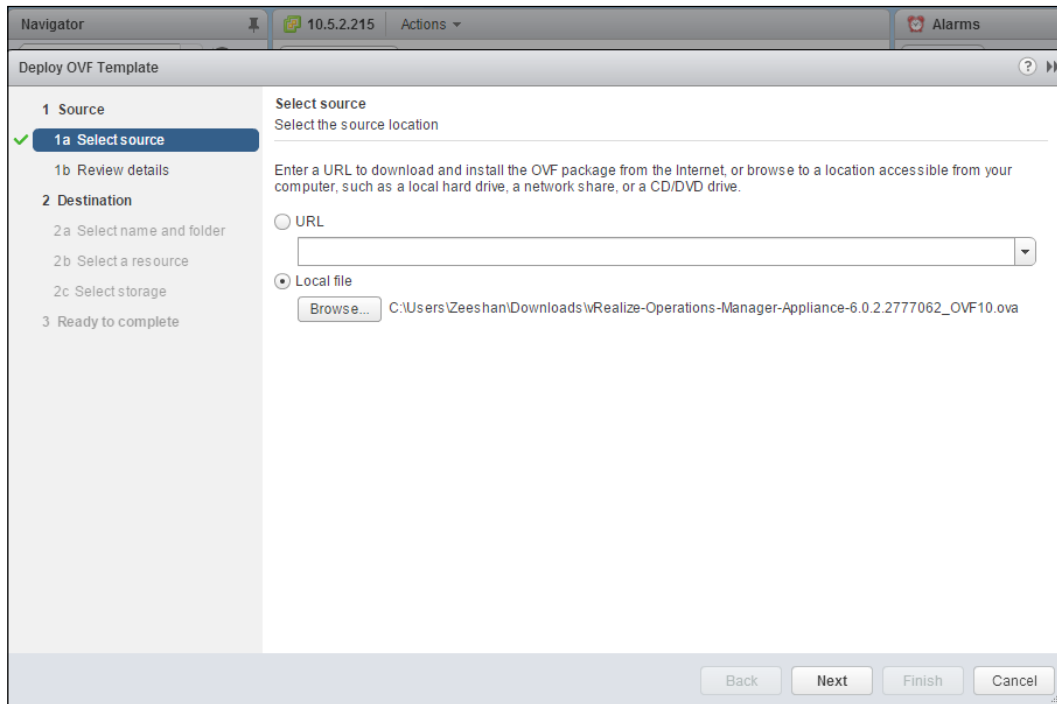 Navigator
10.5.2.215
Actions
Alarms
Deploy OVF Template
?
1 Source
1a Select source
1b Review details
2 Destination
2a Select name and folder
2b Select a resource
2c Select storage
3 Ready to complete
Select source
Select the source location
Enter a URL to download and install the OVF package from the Internet, or browse to a location accessible from your
computer, such as a local hard drive, a network share, or a CD/DVD drive.
URL
Local file
Browse... C:\Users\Zeeshan\Downloads\vRealize-Operations-Manager-Appliance-6.0.2.2777062_OVF10.ova
Back Next Finish Cancel